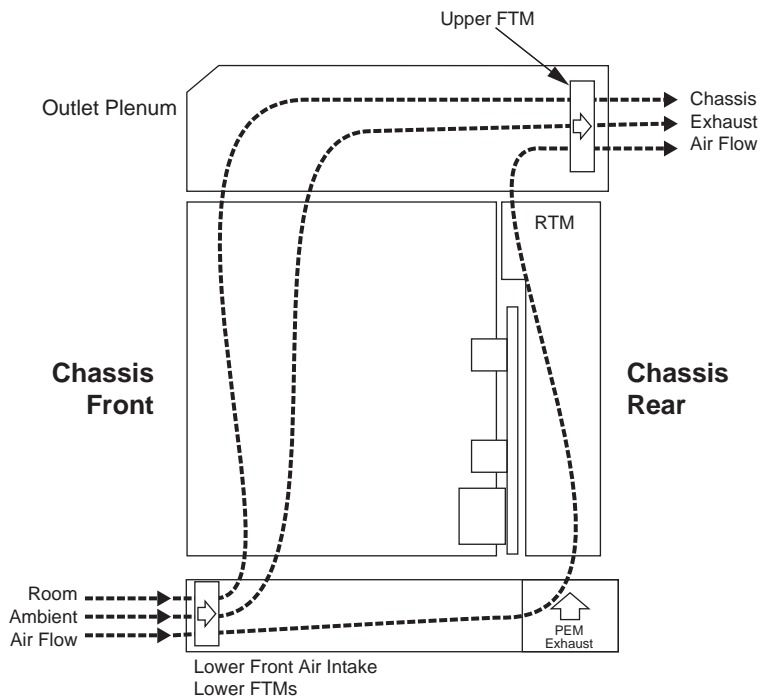 Upper FTM
Outlet Plenum
Chassis
Exhaust
Air Flow
RTM
Chassis
Front
Chassis
Rear
Room
Ambient
Air Flow
PEM
Exhaust
Lower Front Air Intake
Lower FTMs